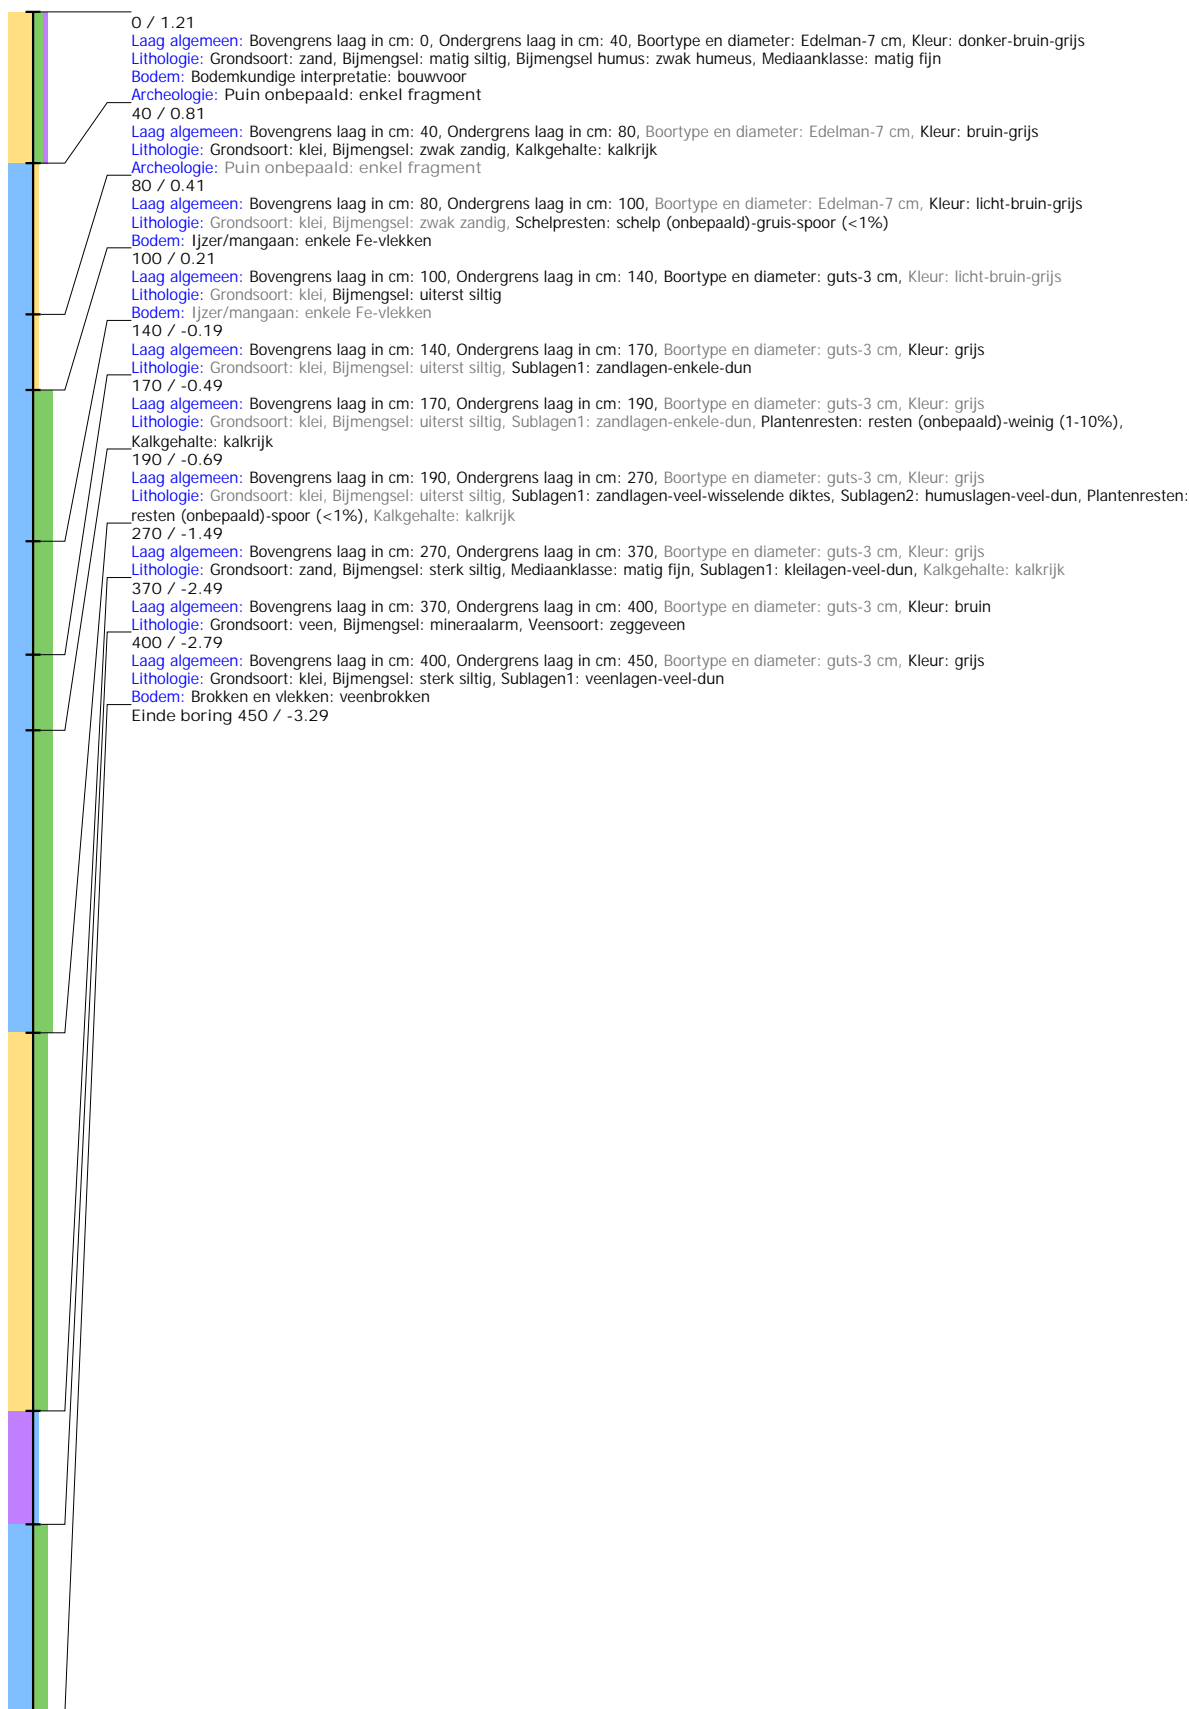 0 / 1.21
Laag algemeen: Bovengrens laag in cm: 0, Ondergrens laag in cm: 40, Boortype en diameter: Edelman-7 cm, Kleur: donker-bruin-grijs
Lithologie: Grondsoort: zand, Bijmengsel: matig siltig, Bijmengsel humus: zwak humeus, Mediaanklasse: matig fijn
Bodem: Bodemkundige interpretatie: bouwvoor
Archeologie: Puin onbepaald: enkel fragment
40 / 0.81
Laag algemeen: Bovengrens laag in cm: 40, Ondergrens laag in cm: 80, Boortype en diameter: Edelman-7 cm, Kleur: bruin-grijs
Lithologie: Grondsoort: klei, Bijmengsel: zwak zandig, Kalkgehalte: kalkrijk
Archeologie: Puin onbepaald: enkel fragment
80 / 0.41
Laag algemeen: Bovengrens laag in cm: 80, Ondergrens laag in cm: 100, Boortype en diameter: Edelman-7 cm, Kleur: licht-bruin-grijs
Lithologie: Grondsoort: klei, Bijmengsel: zwak zandig, Schelpresten: schelp (onbepaald)-gruis-spoor (<1%)
Bodem: Ijzer/mangaan: enkele Fe-vlekken
100 / 0.21
Laag algemeen: Bovengrens laag in cm: 100, Ondergrens laag in cm: 140, Boortype en diameter: guts-3 cm, Kleur: licht-bruin-grijs
Lithologie: Grondsoort: klei, Bijmengsel: uiterst siltig
Bodem: Ijzer/mangaan: enkele Fe-vlekken
140 / -0.19
Laag algemeen: Bovengrens laag in cm: 140, Ondergrens laag in cm: 170, Boortype en diameter: guts-3 cm, Kleur: grijs
Lithologie: Grondsoort: klei, Bijmengsel: uiterst siltig, Sublagen1: zandlagen-enkele-dun
170 / -0.49
Laag algemeen: Bovengrens laag in cm: 170, Ondergrens laag in cm: 190, Boortype en diameter: guts-3 cm, Kleur: grijs
Lithologie: Grondsoort: klei, Bijmengsel: uiterst siltig, Sublagen1: zandlagen-enkele-dun, Plantenresten: resten (onbepaald)-weinig (1-10%),
Kalkgehalte: kalkrijk
190 / -0.69
Laag algemeen: Bovengrens laag in cm: 190, Ondergrens laag in cm: 270, Boortype en diameter: guts-3 cm, Kleur: grijs
Lithologie: Grondsoort: klei, Bijmengsel: uiterst siltig, Sublagen1: zandlagen-veel-wisselende diktes, Sublagen2: humuslagen-veel-dun, Plantenresten:
resten (onbepaald)-spoor (<1%), Kalkgehalte: kalkrijk
270 / -1.49
Laag algemeen: Bovengrens laag in cm: 270, Ondergrens laag in cm: 370, Boortype en diameter: guts-3 cm, Kleur: grijs
Lithologie: Grondsoort: zand, Bijmengsel: sterk siltig, Mediaanklasse: matig fijn, Sublagen1: kleilagen-veel-dun, Kalkgehalte: kalkrijk
370 / -2.49
Laag algemeen: Bovengrens laag in cm: 370, Ondergrens laag in cm: 400, Boortype en diameter: guts-3 cm, Kleur: bruin
Lithologie: Grondsoort: veen, Bijmengsel: mineraalarm, Veensoort: zeggeveen
400 / -2.79
Laag algemeen: Bovengrens laag in cm: 400, Ondergrens laag in cm: 450, Boortype en diameter: guts-3 cm, Kleur: grijs
Lithologie: Grondsoort: klei, Bijmengsel: sterk siltig, Sublagen1: veenlagen-veel-dun
Bodem: Brokken en vlekken: veenbrokken
Einde boring 450 / -3.29